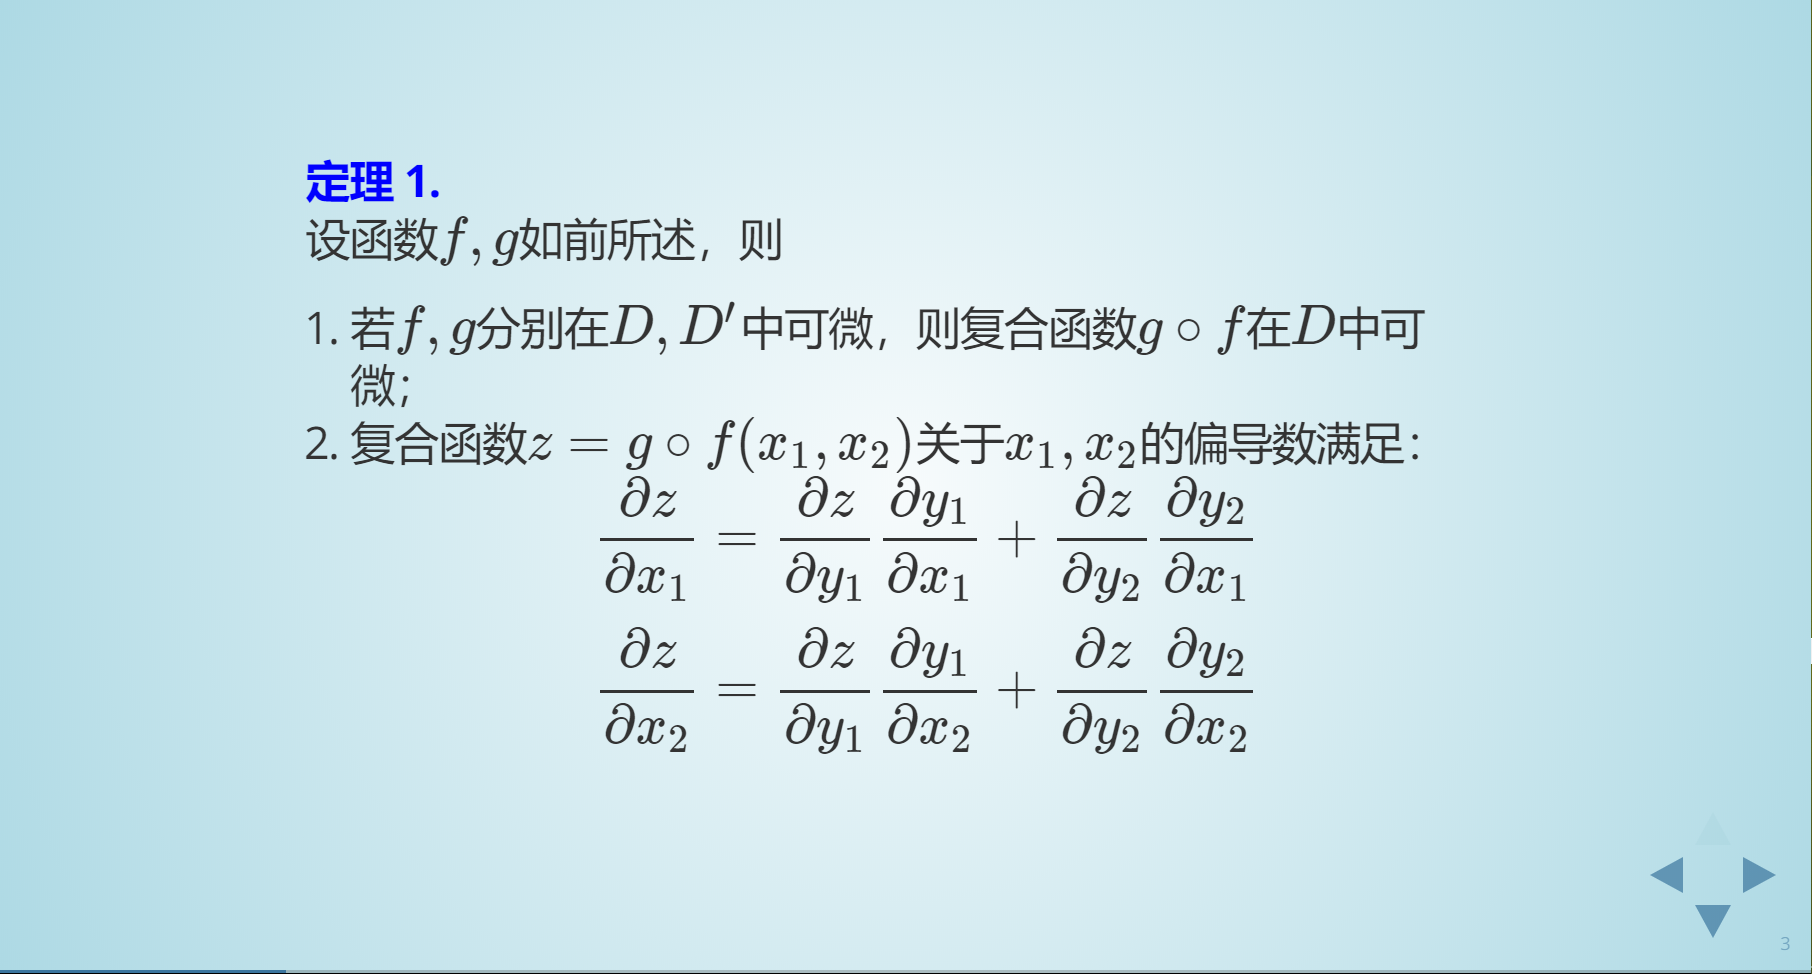 定理 1.
设函数f, g如前所述，则
1. 若f, g分别在D, D′中可微，则复合函数g ∘ f在D中可
微；
2. 复合函数z = g ∘ f(x₁, x₂)关于x₁, x₂的偏导数满足：
∂z/∂x₁ = ∂z/∂y₁ ∂y₁/∂x₁ + ∂z/∂y₂ ∂y₂/∂x₁
∂z/∂x₂ = ∂z/∂y₁ ∂y₁/∂x₂ + ∂z/∂y₂ ∂y₂/∂x₂
3